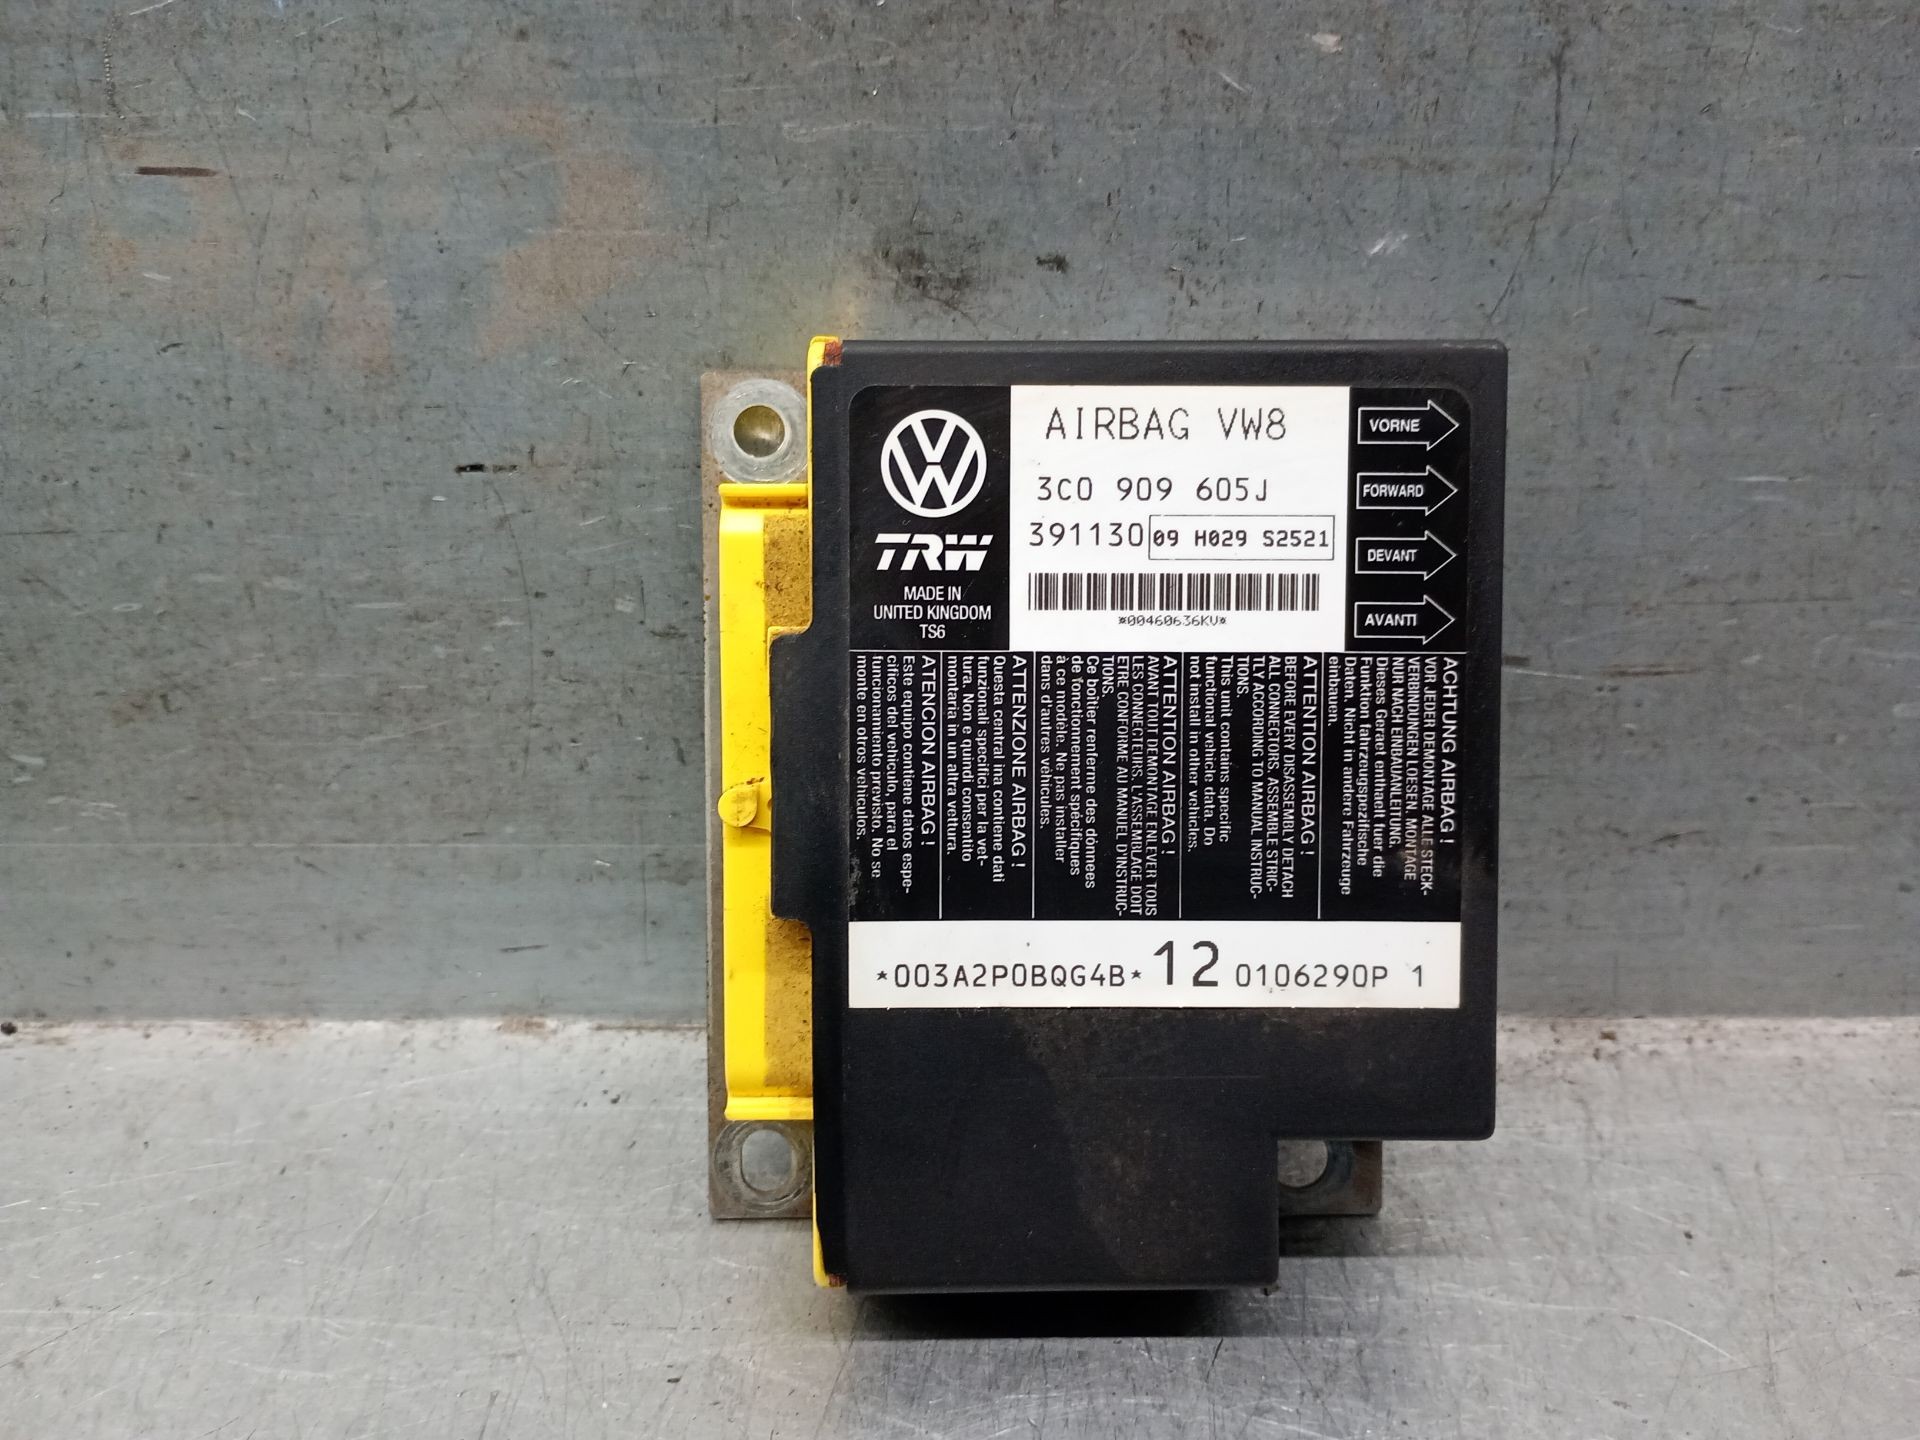 AIRBAG VW8
3C0 909 605J
391130 09 H029 S2521
*00460636KV*
VW
TRW
MADE IN
UNITED KINGDOM
TS6
VORNE
FORWARD
DEVANT
AVANTI
ACHTUNG AIRBAG !
VOR JEDER DEMONTAGE ALLE STECK-
VERBINDUNGEN LOESEN, MONTAGE
NUR NACH EINBAUANLEITUNG.
Dieses Geraet enthaelt fuer die
Funktion fahrzeugspezifische
Daten. Nicht in andere Fahrzeuge
einbauen.
ATTENTION AIRBAG !
BEFORE EVERY DISASSEMBLY DETACH
ALL CONNECTORS, ASSEMBLE STRIC-
TLY ACCORDING TO MANUAL INSTRUC-
TIONS.
This unit contains specific
functional vehicle data. Do
not install in other vehicles.
ATTENTION AIRBAG !
AVANT TOUT DEMONTAGE ENLEVER TOUS
LES CONNECTEURS, L'ASSEMBLAGE DOIT
ETRE CONFORME AU MANUEL D'INSTRUC-
TIONS.
Ce boîtier renferme des données
de fonctionnement spécifiques
à ce modèle. Ne pas installer
dans d'autres véhicules.
ATTENZIONE AIRBAG !
Questa central ina contiene dati
funzionali specifici per la vet-
tura. Non e quindi consentito
montaria in un altra vettura.
ATENCION AIRBAG !
Este equipo contiene datos espe-
cificos del vehiculo, para el
funcionamiento previsto. No se
monte en otros vehiculos.
*003A2P0BQG4B* 12 0106290P 1